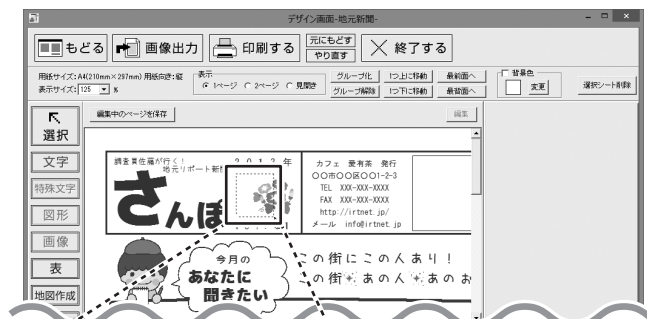 デザイン画面-地元新聞-
もどる 画像出力 印刷する 元にもどす やり直す 終了する
用紙サイズ:A4(210mm×297mm) 用紙向き:縦
表示サイズ: 125 %
表示
1ページ 2ページ 見開き
グループ化 1つ上に移動 最前面へ
グループ解除 1つ下に移動 最背面へ
背景色
変更
選択シート削除
選択
文字
特殊文字
図形
画像
表
地図作成
編集中のページを保存
編集
調査員佐藤が行く!
地元リポート新
2013年
さんぽ
カフェ 愛有茶 発行
○○市○○区○○1-2-3
TEL XXX-XXX-XXXX
FAX XXX-XXX-XXXX
http://irtnet.jp/
メール info@irtnet.jp
今月の
あなたに
聞きたい
この街にこの人あり!
この街 あの人 あのお